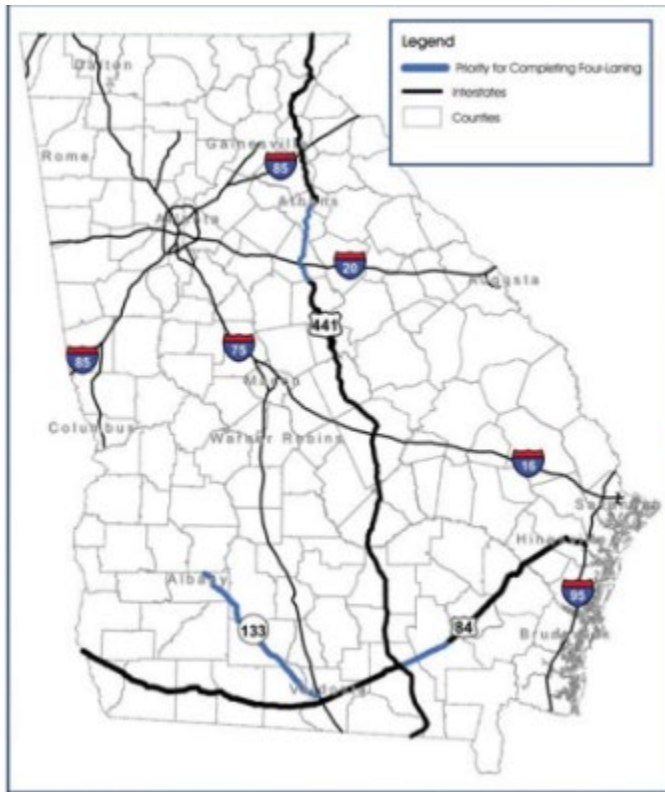 Legend
Priority for Completing Four-Laning
Interstates
Counties
Dalton
Gainesville
Rome
85
Athens
Atlanta
20
Augusta
441
85
75
Macon
Columbus
Warner Robins
16
Savannah
Hinesville
Albany
95
133
84
Brunswick
Valdosta